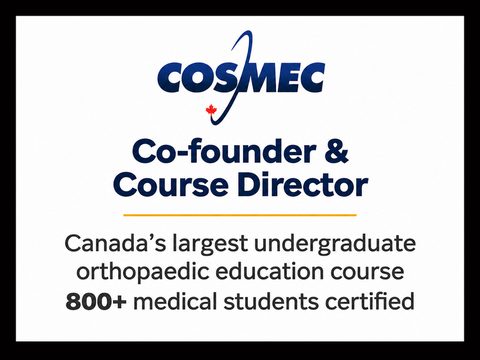 COSMEC
Co-founder &
Course Director
Canada’s largest undergraduate
orthopaedic education course
800+ medical students certified